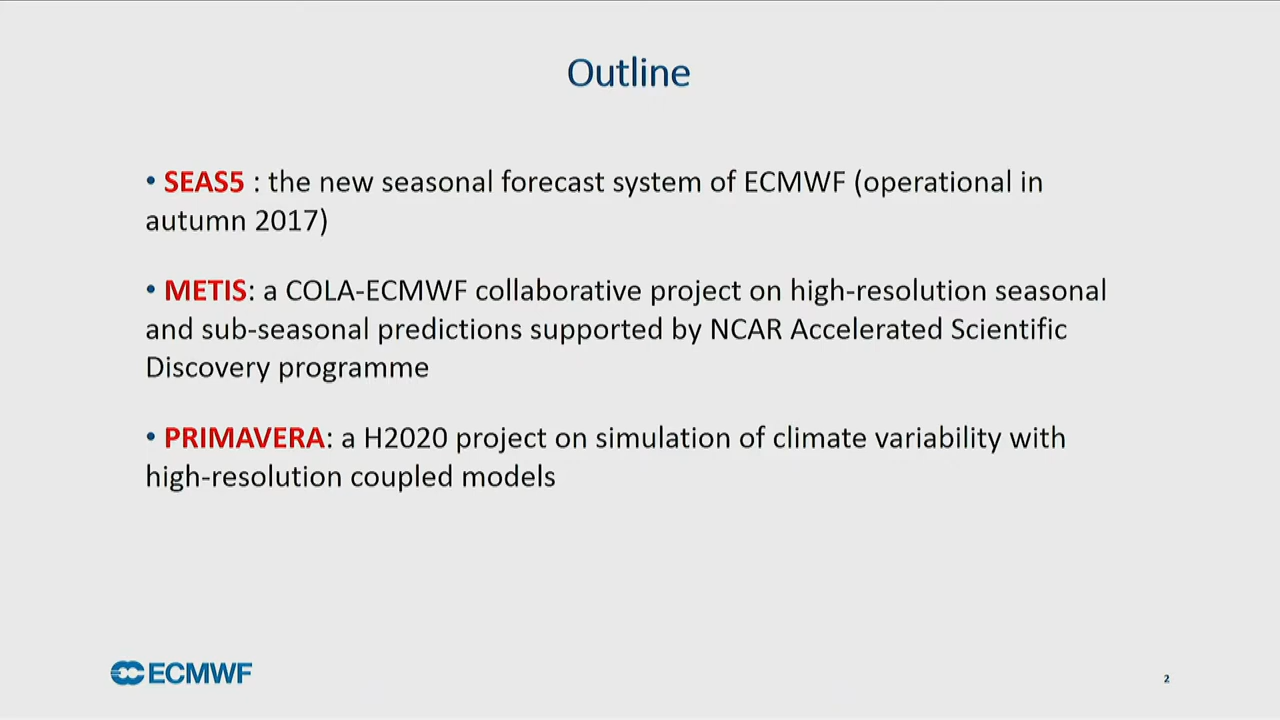 Outline
• SEAS5 : the new seasonal forecast system of ECMWF (operational in
autumn 2017)
• METIS: a COLA-ECMWF collaborative project on high-resolution seasonal
and sub-seasonal predictions supported by NCAR Accelerated Scientific
Discovery programme
• PRIMAVERA: a H2020 project on simulation of climate variability with
high-resolution coupled models
ECMWF
2